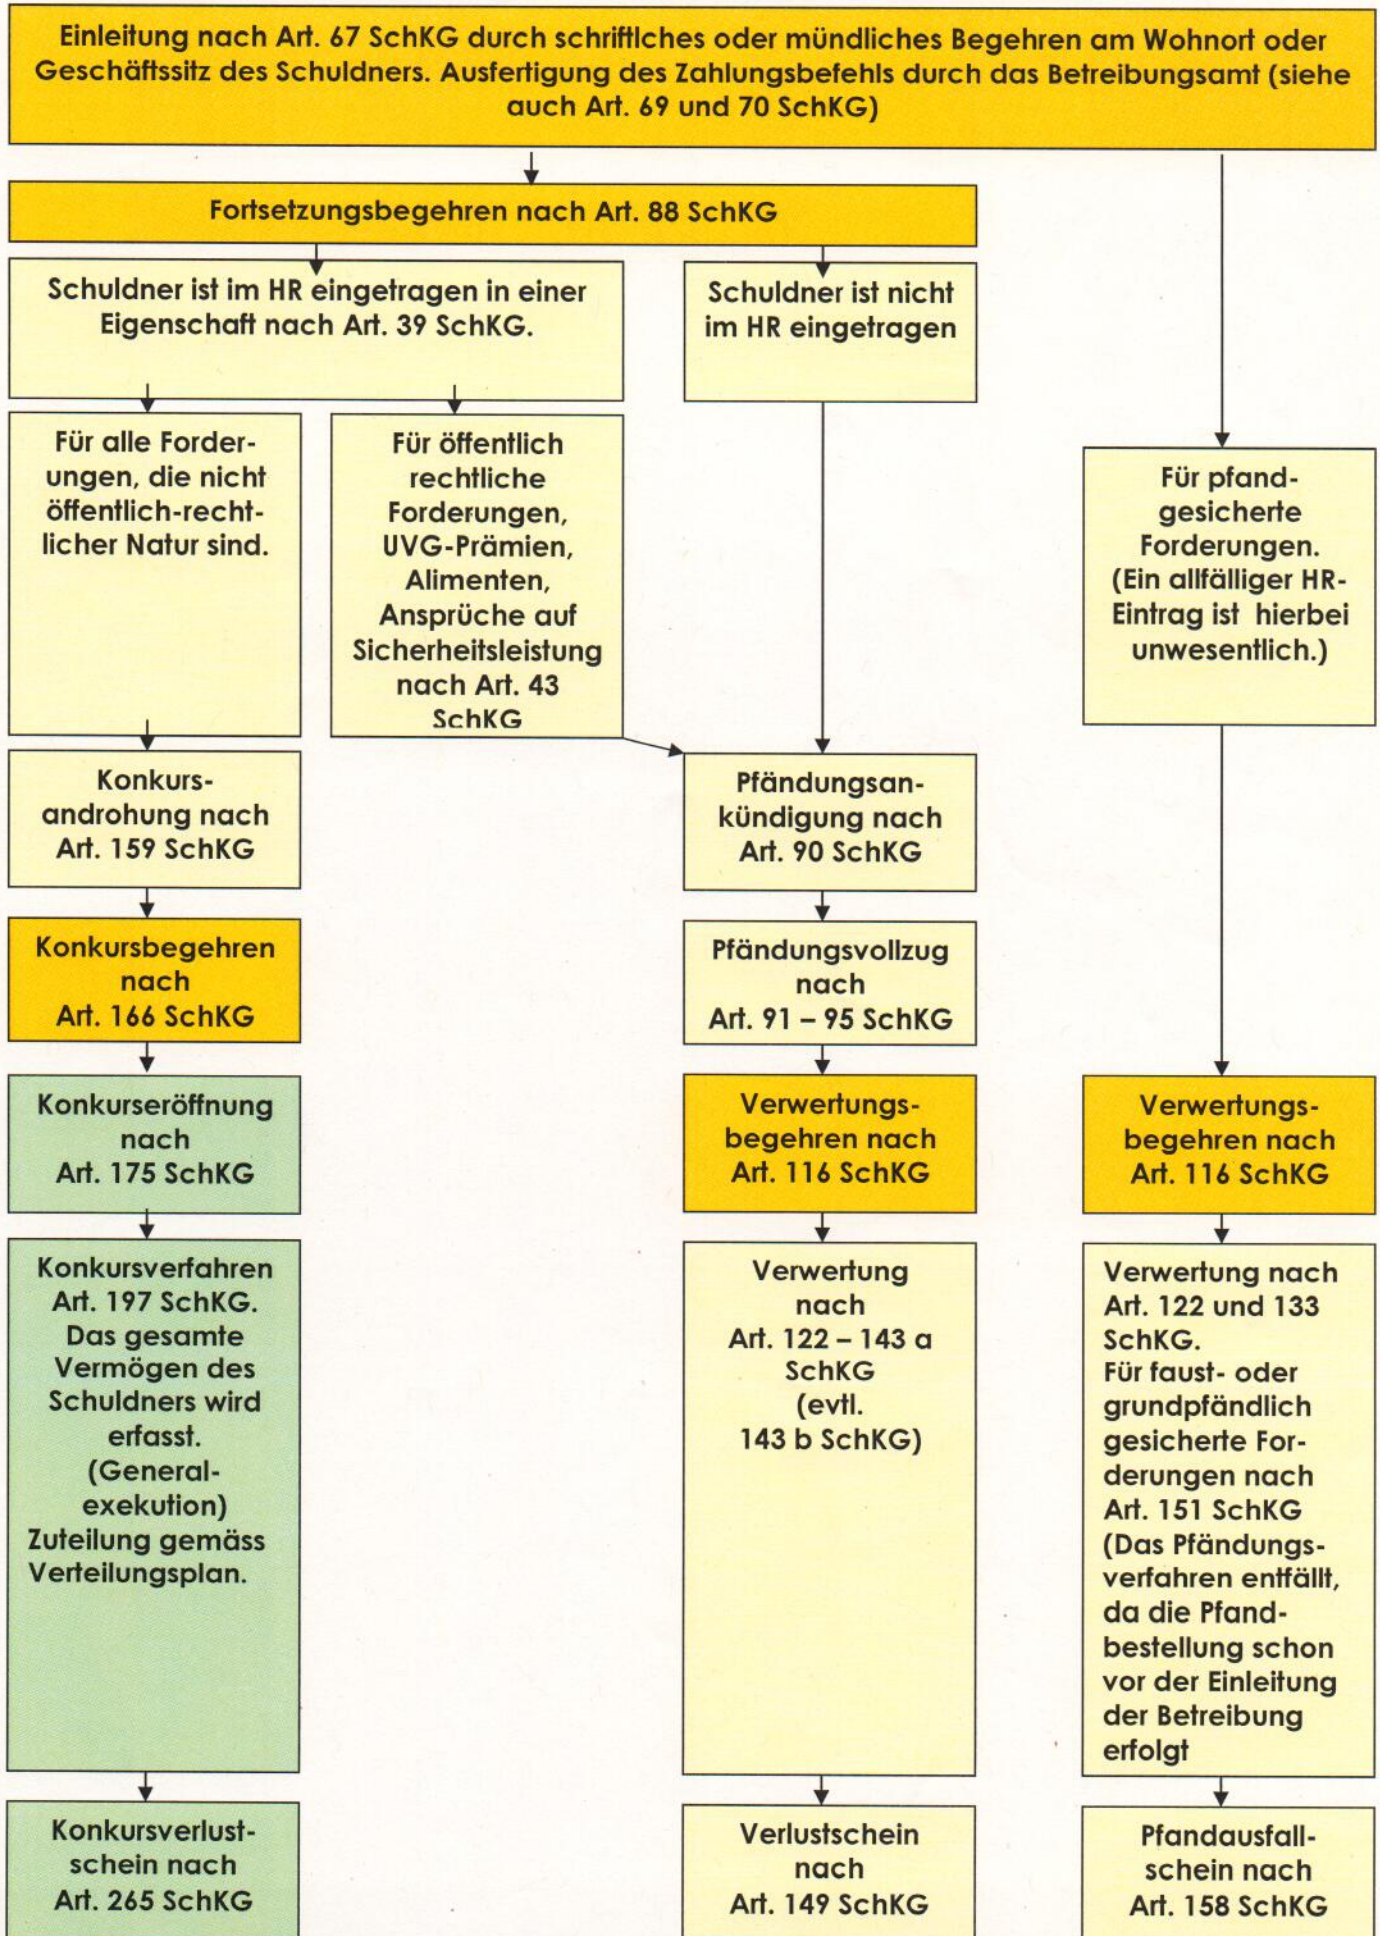 Einleitung nach Art. 67 SchKG durch schriftlches oder mündliches Begehren am Wohnort oder
Geschäftssitz des Schuldners. Ausfertigung des Zahlungsbefehls durch das Betreibungsamt (siehe
auch Art. 69 und 70 SchKG)
Fortsetzungsbegehren nach Art. 88 SchKG
Schuldner ist im HR eingetragen in einer
Eigenschaft nach Art. 39 SchKG.
Schuldner ist nicht
im HR eingetragen
Für alle Forder-
ungen, die nicht
öffentlich-recht-
licher Natur sind.
Für öffentlich
rechtliche
Forderungen,
UVG-Prämien,
Alimenten,
Ansprüche auf
Sicherheitsleistung
nach Art. 43
SchKG
Für pfand-
gesicherte
Forderungen.
(Ein allfälliger HR-
Eintrag ist hierbei
unwesentlich.)
Konkurs-
androhung nach
Art. 159 SchKG
Pfändungsan-
kündigung nach
Art. 90 SchKG
Konkursbegehren
nach
Art. 166 SchKG
Pfändungsvollzug
nach
Art. 91 – 95 SchKG
Konkurseröffnung
nach
Art. 175 SchKG
Verwertungs-
begehren nach
Art. 116 SchKG
Verwertungs-
begehren nach
Art. 116 SchKG
Konkursverfahren
Art. 197 SchKG.
Das gesamte
Vermögen des
Schuldners wird
erfasst.
(General-
exekution)
Zuteilung gemäss
Verteilungsplan.
Verwertung
nach
Art. 122 – 143 a
SchKG
(evtl.
143 b SchKG)
Verwertung nach
Art. 122 und 133
SchKG.
Für faust- oder
grundpfändlich
gesicherte For-
derungen nach
Art. 151 SchKG
(Das Pfändungs-
verfahren entfällt,
da die Pfand-
bestellung schon
vor der Einleitung
der Betreibung
erfolgt
Konkursverlust-
schein nach
Art. 265 SchKG
Verlustschein
nach
Art. 149 SchKG
Pfandausfall-
schein nach
Art. 158 SchKG